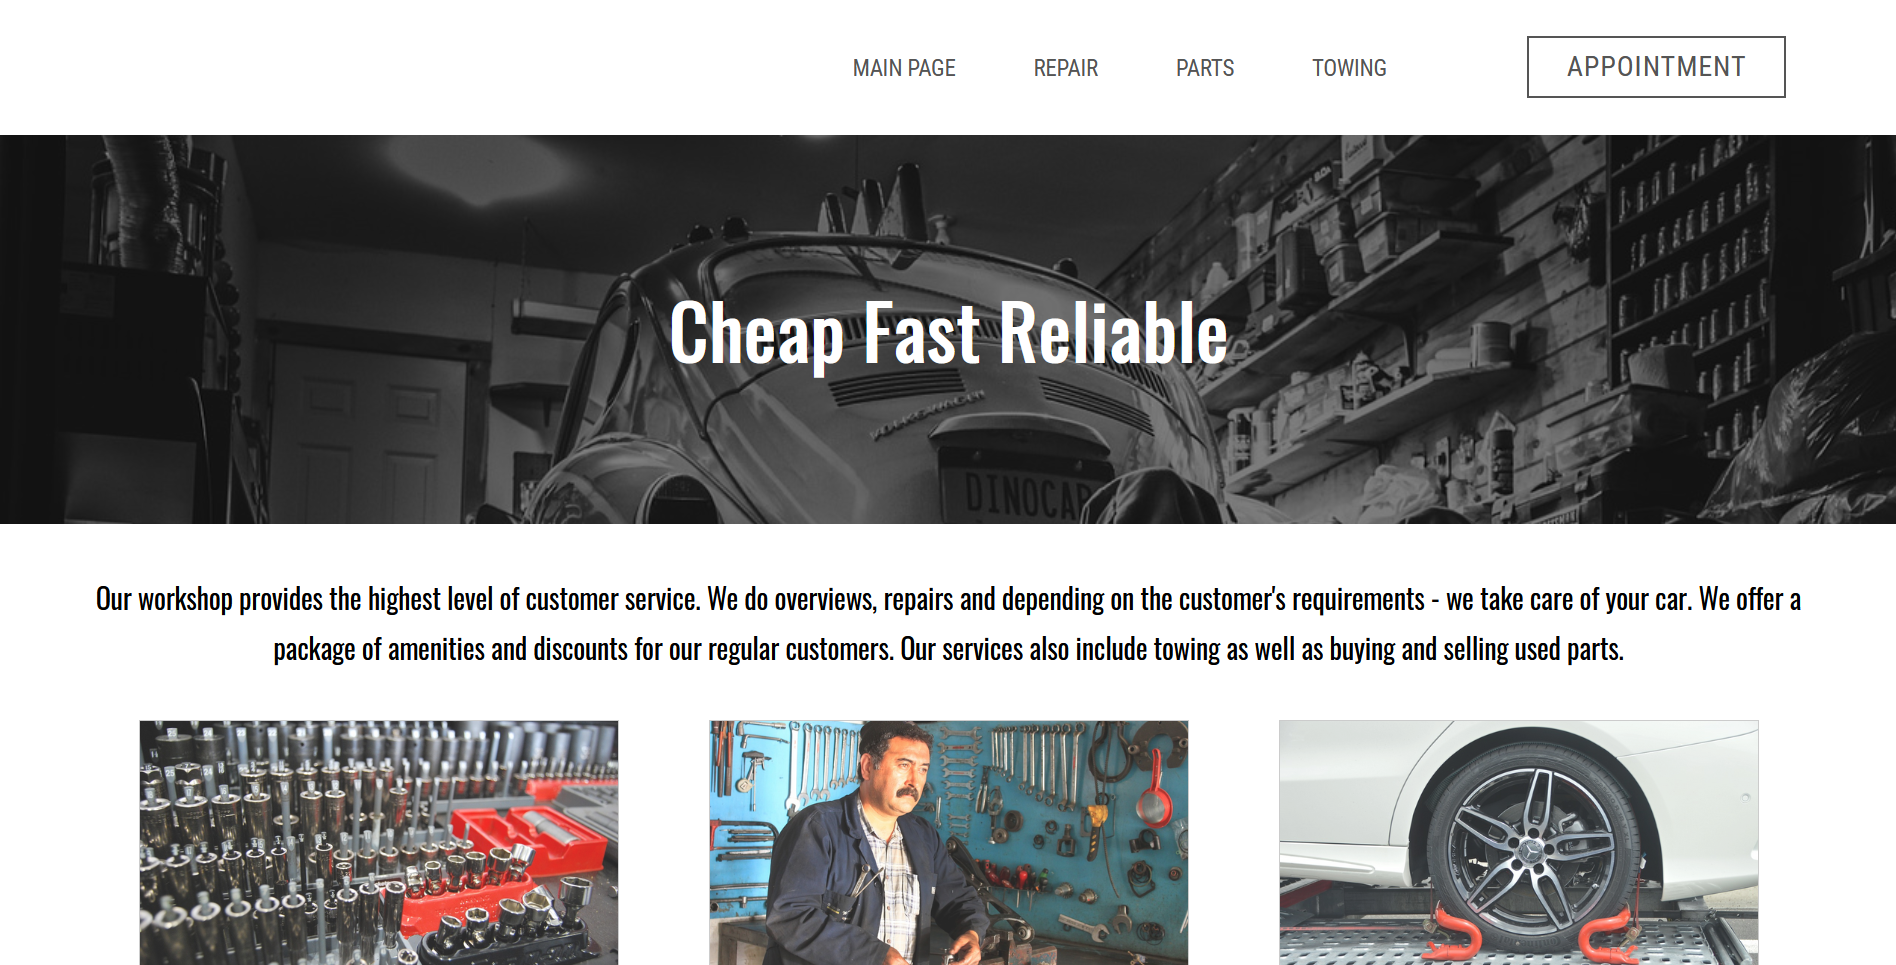 MAIN PAGE REPAIR PARTS TOWING APPOINTMENT
Cheap Fast Reliable
VOLKSWAGEN
DINOCAR
Our workshop provides the highest level of customer service. We do overviews, repairs and depending on the customer's requirements - we take care of your car. We offer a
package of amenities and discounts for our regular customers. Our services also include towing as well as buying and selling used parts.